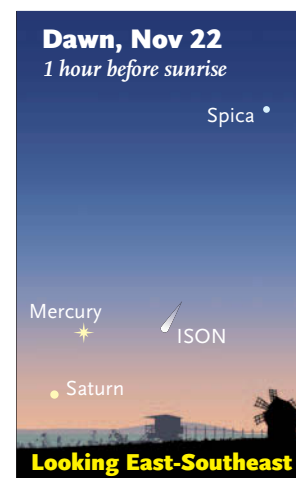 Dawn, Nov 22
1 hour before sunrise
Spica
Mercury
ISON
Saturn
Looking East-Southeast